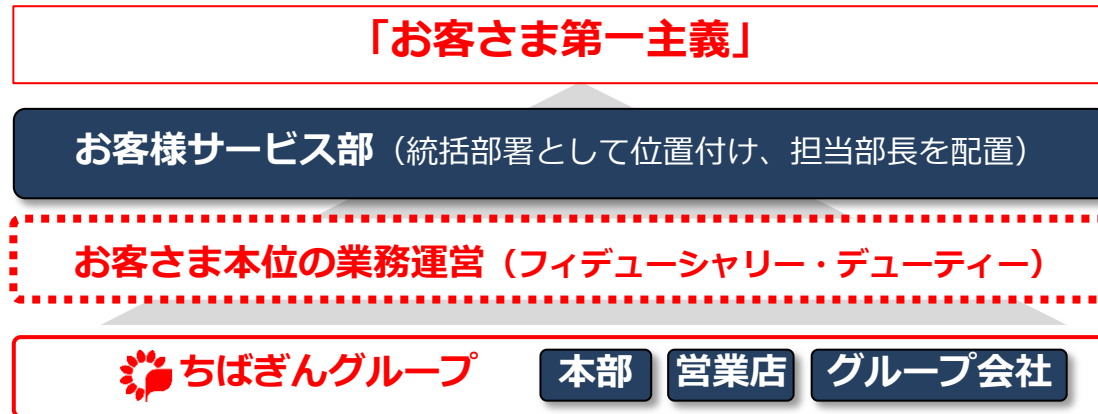 「お客さま第一主義」
お客様サービス部（統括部署として位置付け、担当部長を配置）
お客さま本位の業務運営（フィデューシャリー・デューティー）
ちばぎんグループ 本部 営業店 グループ会社